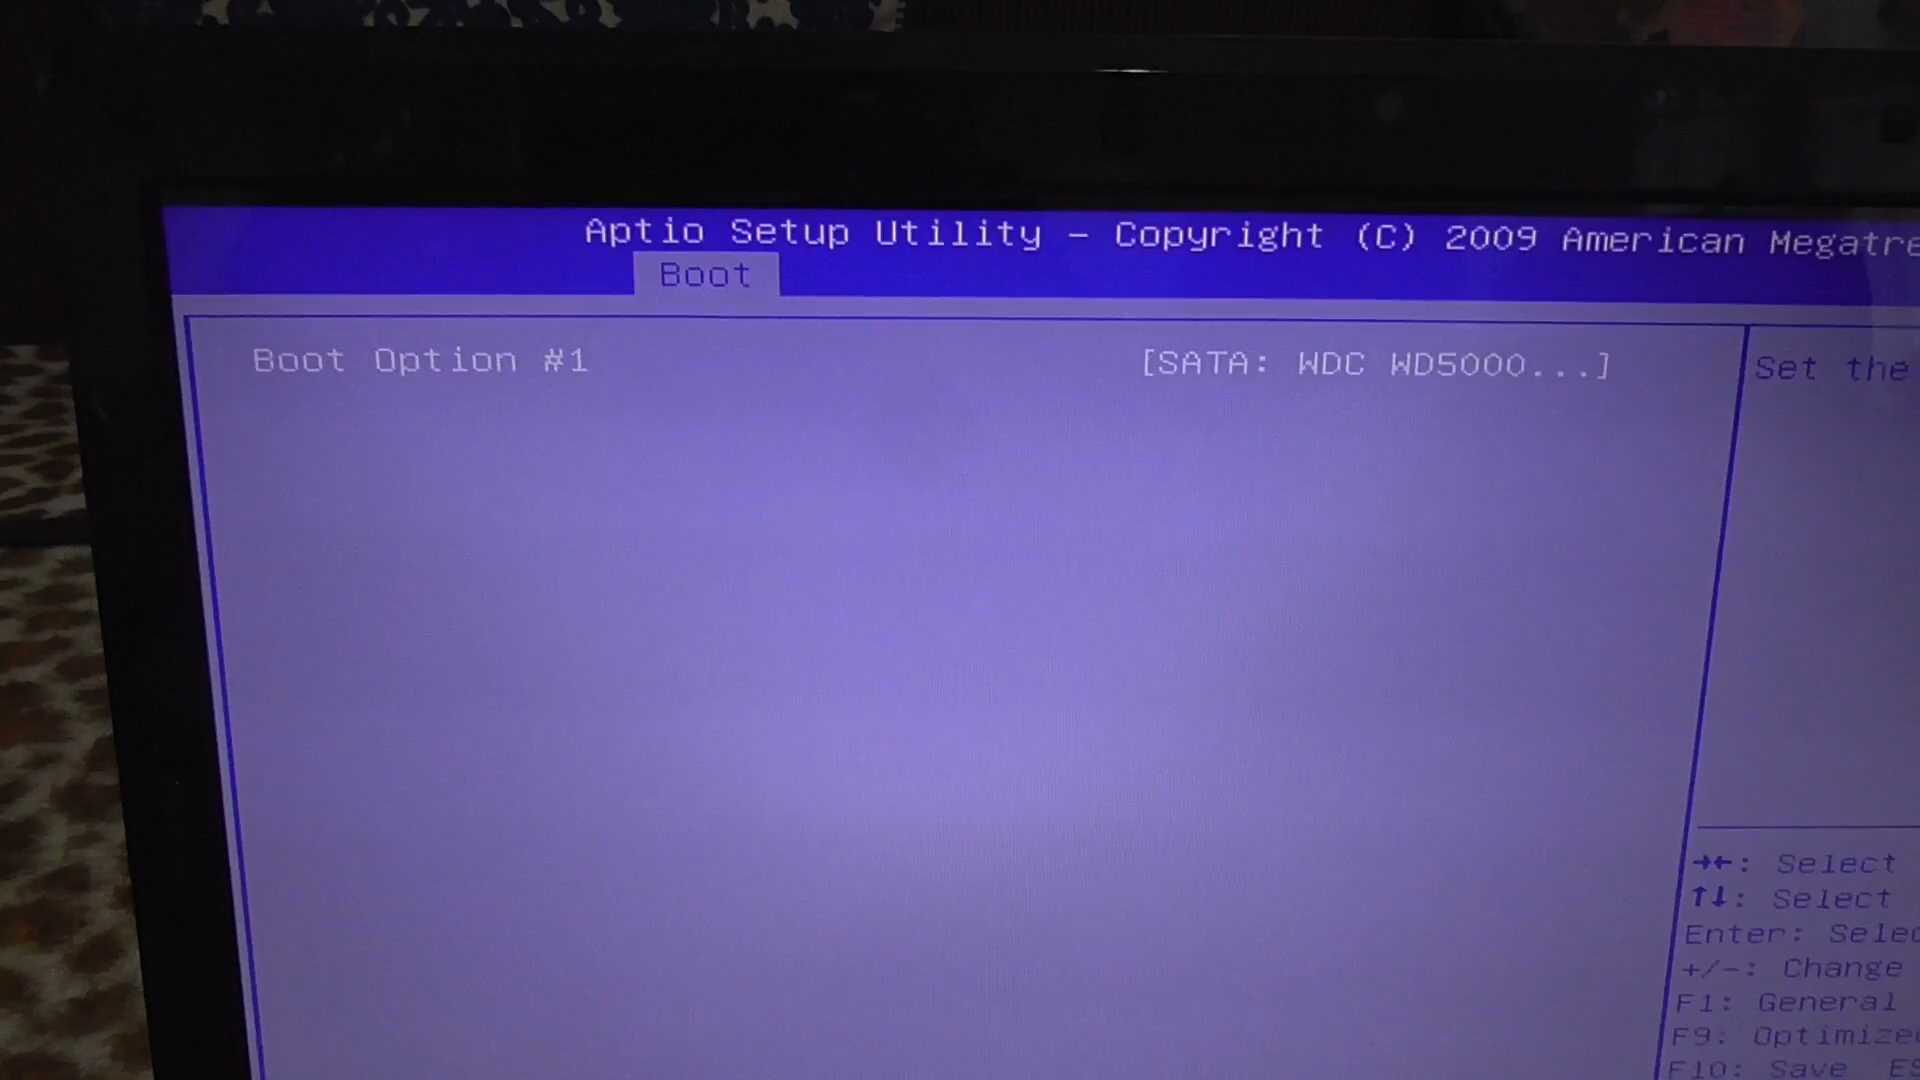 Aptio Setup Utility – Copyright (C) 2009 American
Boot
Boot Option #1 [SATA: WDC WD5000...]
Set the
→←: Select
↑↓: Select
Enter:
+/-: Change
F1: General
F9:
F10: Save